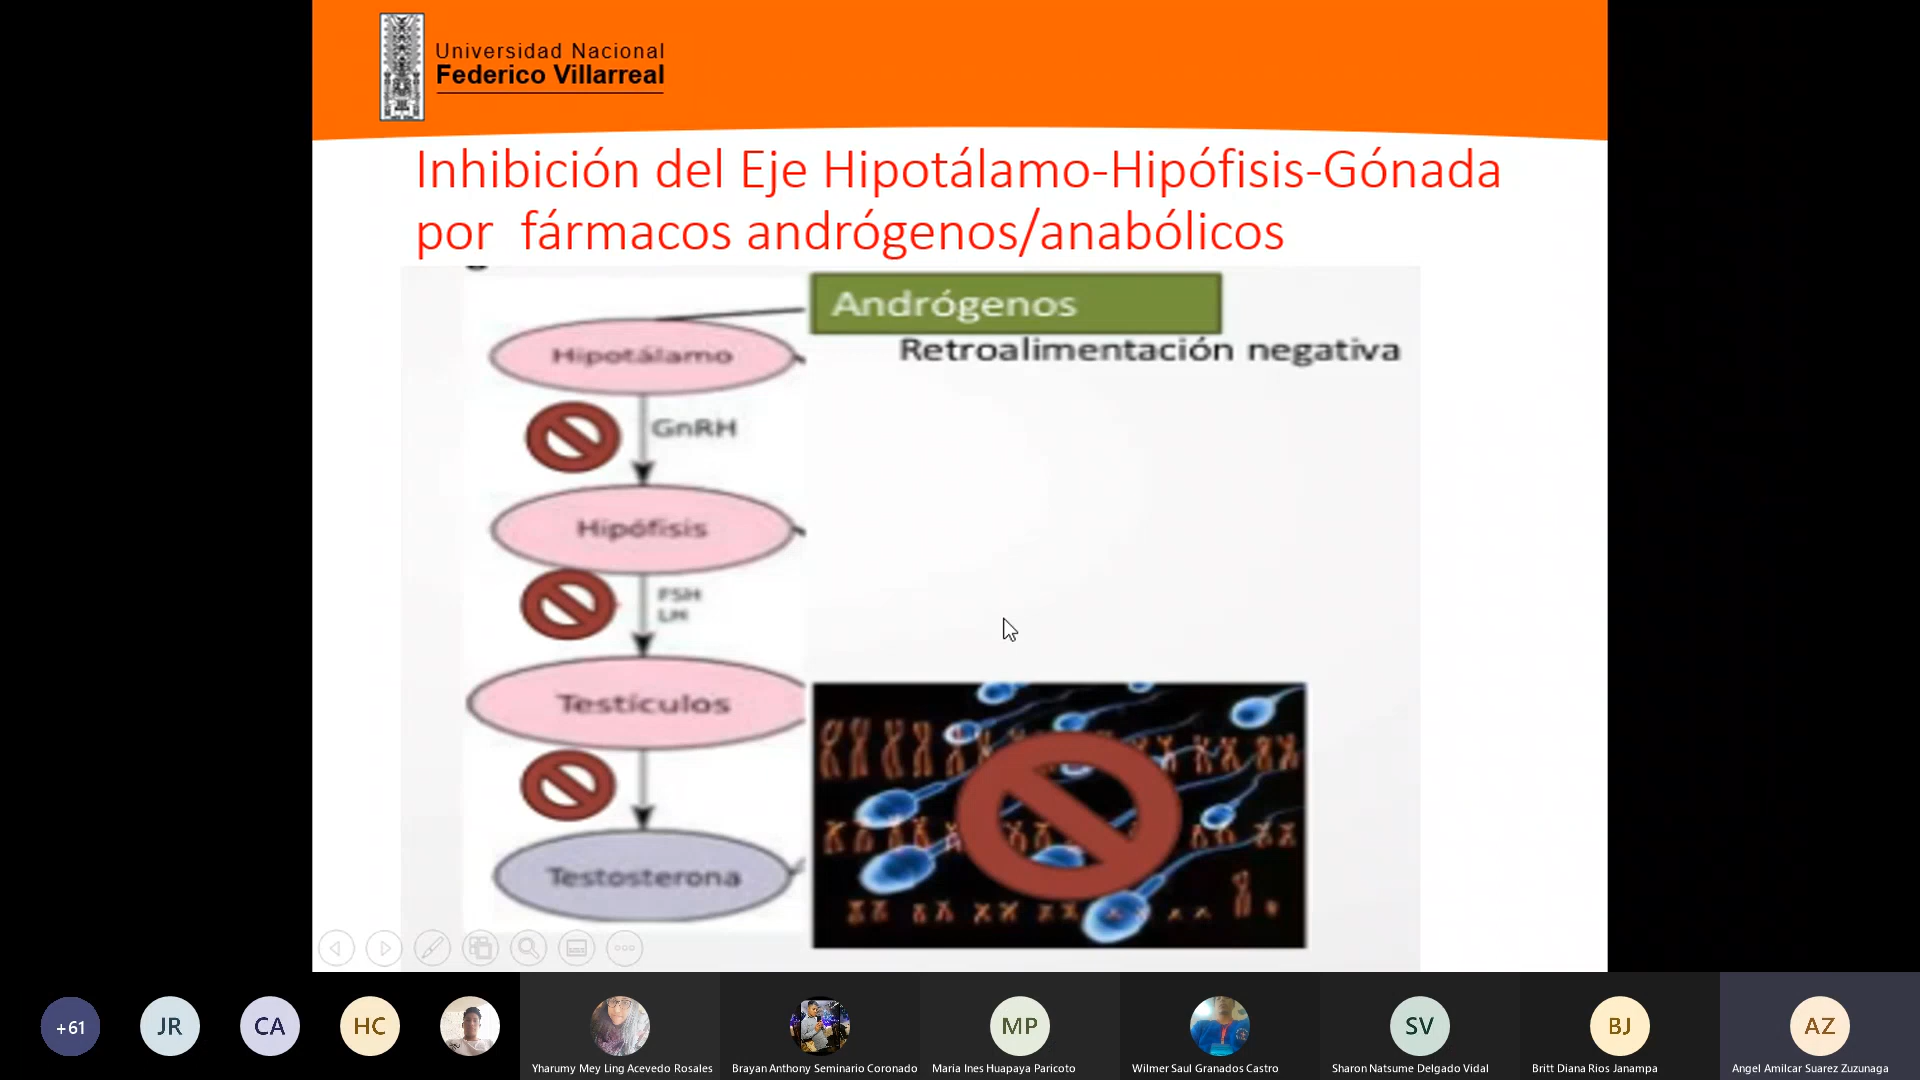 Universidad Nacional
Federico Villarreal
Inhibición del Eje Hipotálamo-Hipófisis-Gónada
por fármacos andrógenos/anabólicos
Andrógenos
Retroalimentación negativa
Hipotálamo
GnRH
Hipófisis
FSH
LH
Testículos
Testosterona
+61
JR
CA
HC
MP
SV
BJ
AZ
Yharumy Mey Ling Acevedo Rosales
Brayan Anthony Seminario Coronado
Maria Ines Huapaya Paricoto
Wilmer Saul Granados Castro
Sharon Natsume Delgado Vidal
Britt Diana Rios Janampa
Angel Amilcar Suarez Zuzunaga